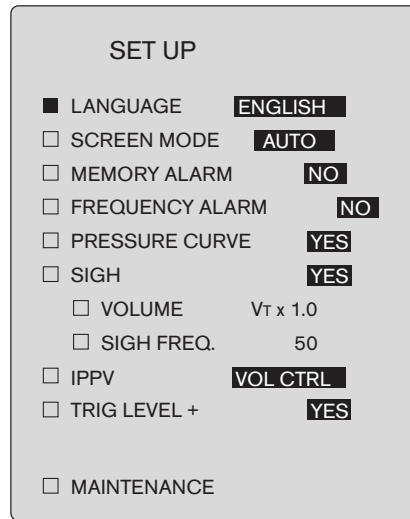 SET UP
LANGUAGE ENGLISH
SCREEN MODE AUTO
MEMORY ALARM NO
FREQUENCY ALARM NO
PRESSURE CURVE YES
SIGH YES
VOLUME VT x 1.0
SIGH FREQ. 50
IPPV VOL CTRL
TRIG LEVEL + YES
MAINTENANCE